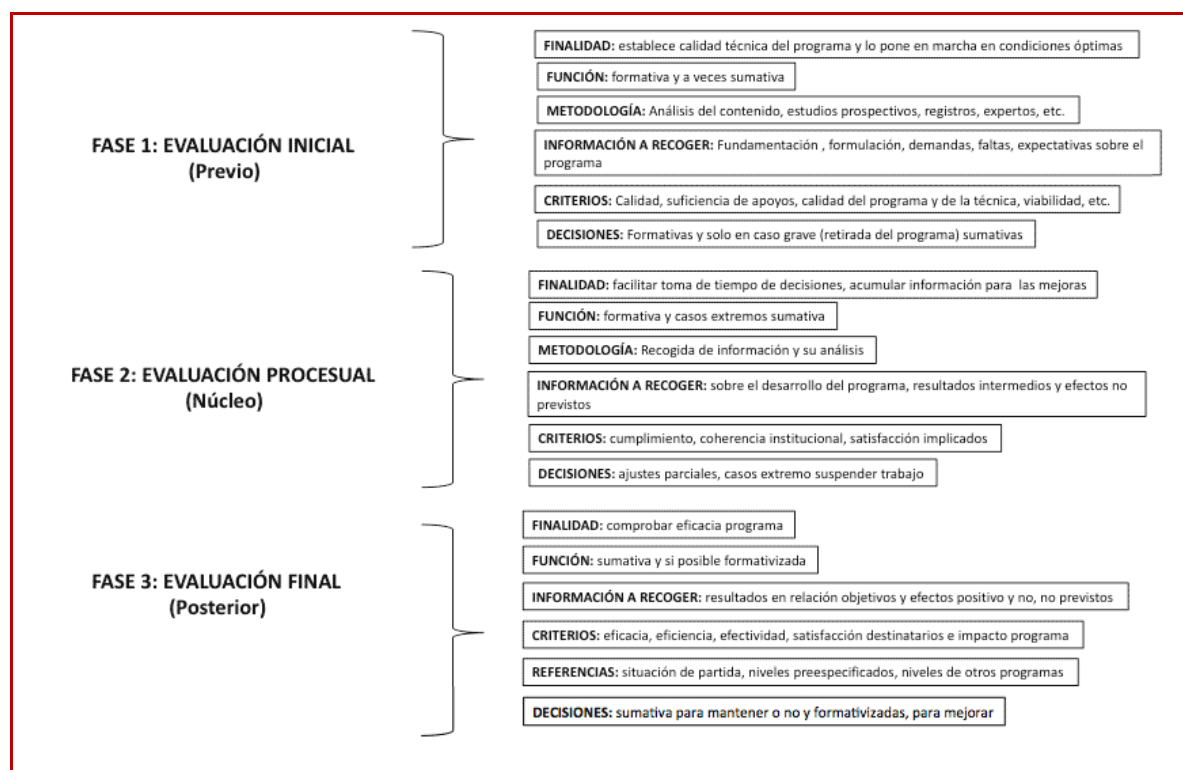 FASE 1: EVALUACIÓN INICIAL
(Previo)
FINALIDAD: establece calidad técnica del programa y lo pone en marcha en condiciones óptimas
FUNCIÓN: formativa y a veces sumativa
METODOLOGÍA: Análisis del contenido, estudios prospectivos, registros, expertos, etc.
INFORMACIÓN A RECOGER: Fundamentación , formulación, demandas, faltas, expectativas sobre el
programa
CRITERIOS: Calidad, suficiencia de apoyos, calidad del programa y de la técnica, viabilidad, etc.
DECISIONES: Formativas y solo en caso grave (retirada del programa) sumativas
FASE 2: EVALUACIÓN PROCESUAL
(Núcleo)
FINALIDAD: facilitar toma de tiempo de decisiones, acumular información para las mejoras
FUNCIÓN: formativa y casos extremos sumativa
METODOLOGÍA: Recogida de información y su análisis
INFORMACIÓN A RECOGER: sobre el desarrollo del programa, resultados intermedios y efectos no
previstos
CRITERIOS: cumplimiento, coherencia institucional, satisfacción implicados
DECISIONES: ajustes parciales, casos extremo suspender trabajo
FASE 3: EVALUACIÓN FINAL
(Posterior)
FINALIDAD: comprobar eficacia programa
FUNCIÓN: sumativa y si posible formativizada
INFORMACIÓN A RECOGER: resultados en relación objetivos y efectos positivo y no, no previstos
CRITERIOS: eficacia, eficiencia, efectividad, satisfacción destinatarios e impacto programa
REFERENCIAS: situación de partida, niveles preespecificados, niveles de otros programas
DECISIONES: sumativa para mantener o no y formativizadas, para mejorar